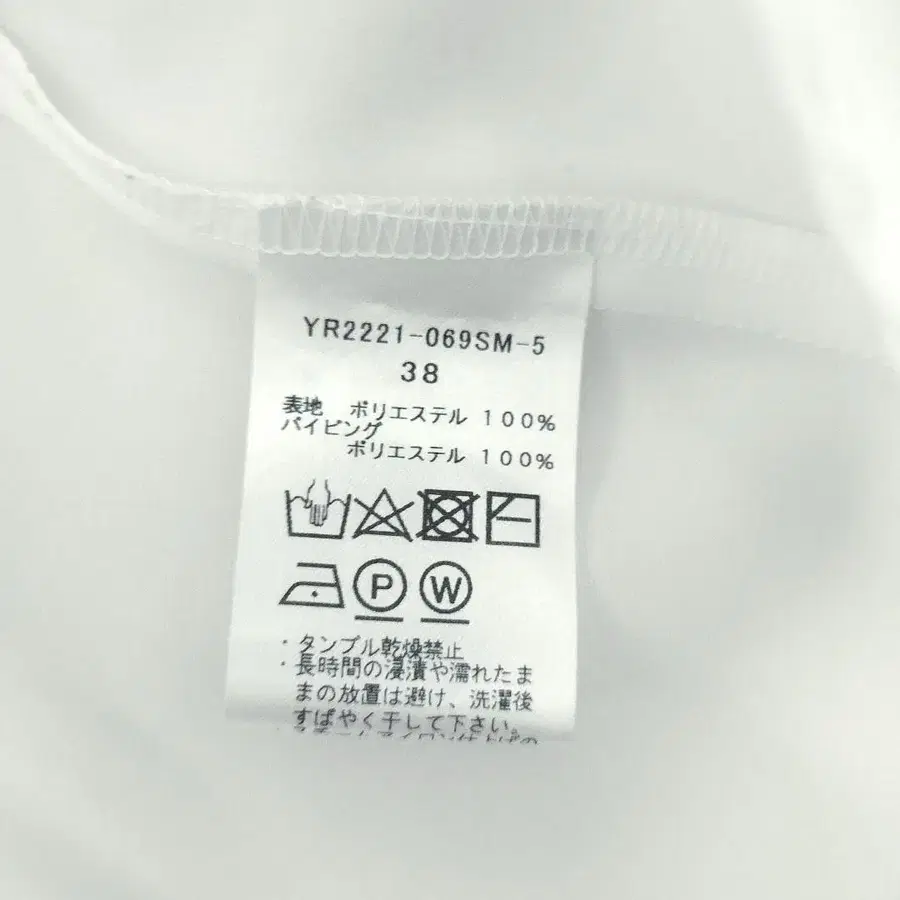 YR2221-069SM-5
38
表地 ポリエステル 100%
パイピング
ポリエステル 100%
P W
・タンブル乾燥禁止
・長時間の浸漬や濡れたま
まの放置は避け、洗濯後
すばやく干して下さい。